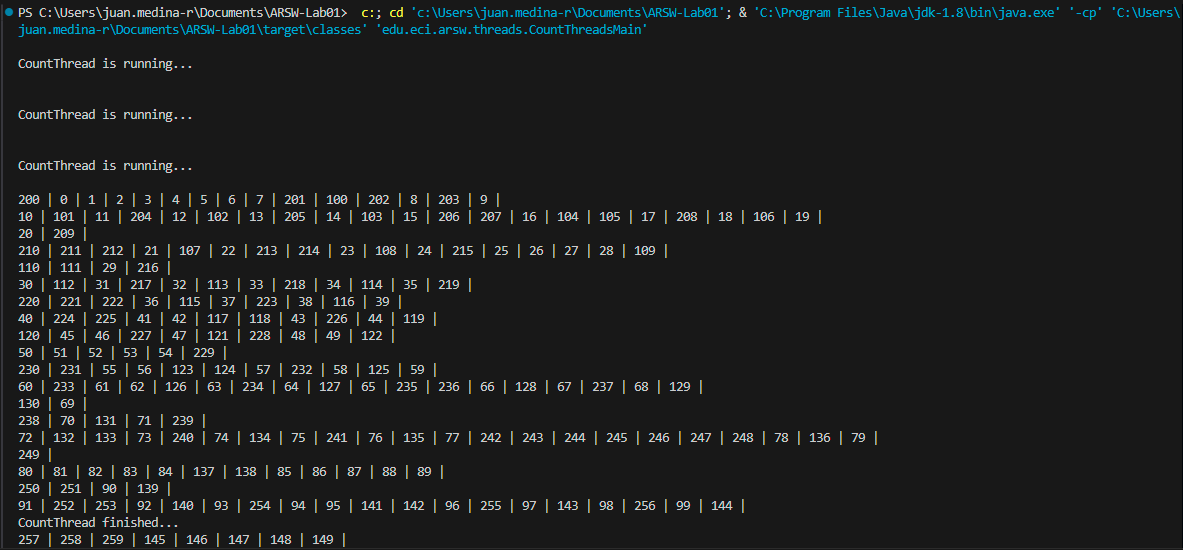 PS C:\Users\juan.medina-r\Documents\ARSW-Lab01>  c:; cd 'c:\Users\juan.medina-r\Documents\ARSW-Lab01'; & 'C:\Program Files\Java\jdk-1.8\bin\java.exe' '-cp' 'C:\Users\
juan.medina-r\Documents\ARSW-Lab01\target\classes' 'edu.eci.arsw.threads.CountThreadsMain'
CountThread is running...
CountThread is running...
CountThread is running...
200 | 0 | 1 | 2 | 3 | 4 | 5 | 6 | 7 | 201 | 100 | 202 | 8 | 203 | 9 |
10 | 101 | 11 | 204 | 12 | 102 | 13 | 205 | 14 | 103 | 15 | 206 | 207 | 16 | 104 | 105 | 17 | 208 | 18 | 106 | 19 |
20 | 209 |
210 | 211 | 212 | 21 | 107 | 22 | 213 | 214 | 23 | 108 | 24 | 215 | 25 | 26 | 27 | 28 | 109 |
110 | 111 | 29 | 216 |
30 | 112 | 31 | 217 | 32 | 113 | 33 | 218 | 34 | 114 | 35 | 219 |
220 | 221 | 222 | 36 | 115 | 37 | 223 | 38 | 116 | 39 |
40 | 224 | 225 | 41 | 42 | 117 | 118 | 43 | 226 | 44 | 119 |
120 | 45 | 46 | 227 | 47 | 121 | 228 | 48 | 49 | 122 |
50 | 51 | 52 | 53 | 54 | 229 |
230 | 231 | 55 | 56 | 123 | 124 | 57 | 232 | 58 | 125 | 59 |
60 | 233 | 61 | 62 | 126 | 63 | 234 | 64 | 127 | 65 | 235 | 236 | 66 | 128 | 67 | 237 | 68 | 129 |
130 | 69 |
238 | 70 | 131 | 71 | 239 |
72 | 132 | 133 | 73 | 240 | 74 | 134 | 75 | 241 | 76 | 135 | 77 | 242 | 243 | 244 | 245 | 246 | 247 | 248 | 78 | 136 | 79 |
249 |
80 | 81 | 82 | 83 | 84 | 137 | 138 | 85 | 86 | 87 | 88 | 89 |
250 | 251 | 90 | 139 |
91 | 252 | 253 | 92 | 140 | 93 | 254 | 94 | 95 | 141 | 142 | 96 | 255 | 97 | 143 | 98 | 256 | 99 | 144 |
CountThread finished...
257 | 258 | 259 | 145 | 146 | 147 | 148 | 149 |